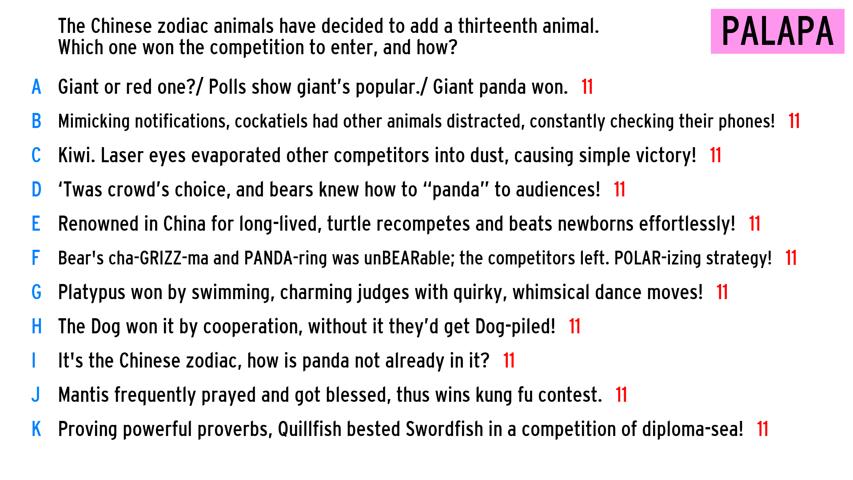 The Chinese zodiac animals have decided to add a thirteenth animal.
Which one won the competition to enter, and how?
PALAPA
A Giant or red one?/ Polls show giant's popular./ Giant panda won. 11
B Mimicking notifications, cockatiels had other animals distracted, constantly checking their phones! 11
C Kiwi. Laser eyes evaporated other competitors into dust, causing simple victory! 11
D ‘Twas crowd's choice, and bears knew how to “panda” to audiences! 11
E Renowned in China for long-lived, turtle recompetes and beats newborns effortlessly! 11
F Bear's cha-GRIZZ-ma and PANDA-ring was unBEARable; the competitors left. POLAR-izing strategy! 11
G Platypus won by swimming, charming judges with quirky, whimsical dance moves! 11
H The Dog won it by cooperation, without it they'd get Dog-piled! 11
I It's the Chinese zodiac, how is panda not already in it? 11
J Mantis frequently prayed and got blessed, thus wins kung fu contest. 11
K Proving powerful proverbs, Quillfish bested Swordfish in a competition of diploma-sea! 11